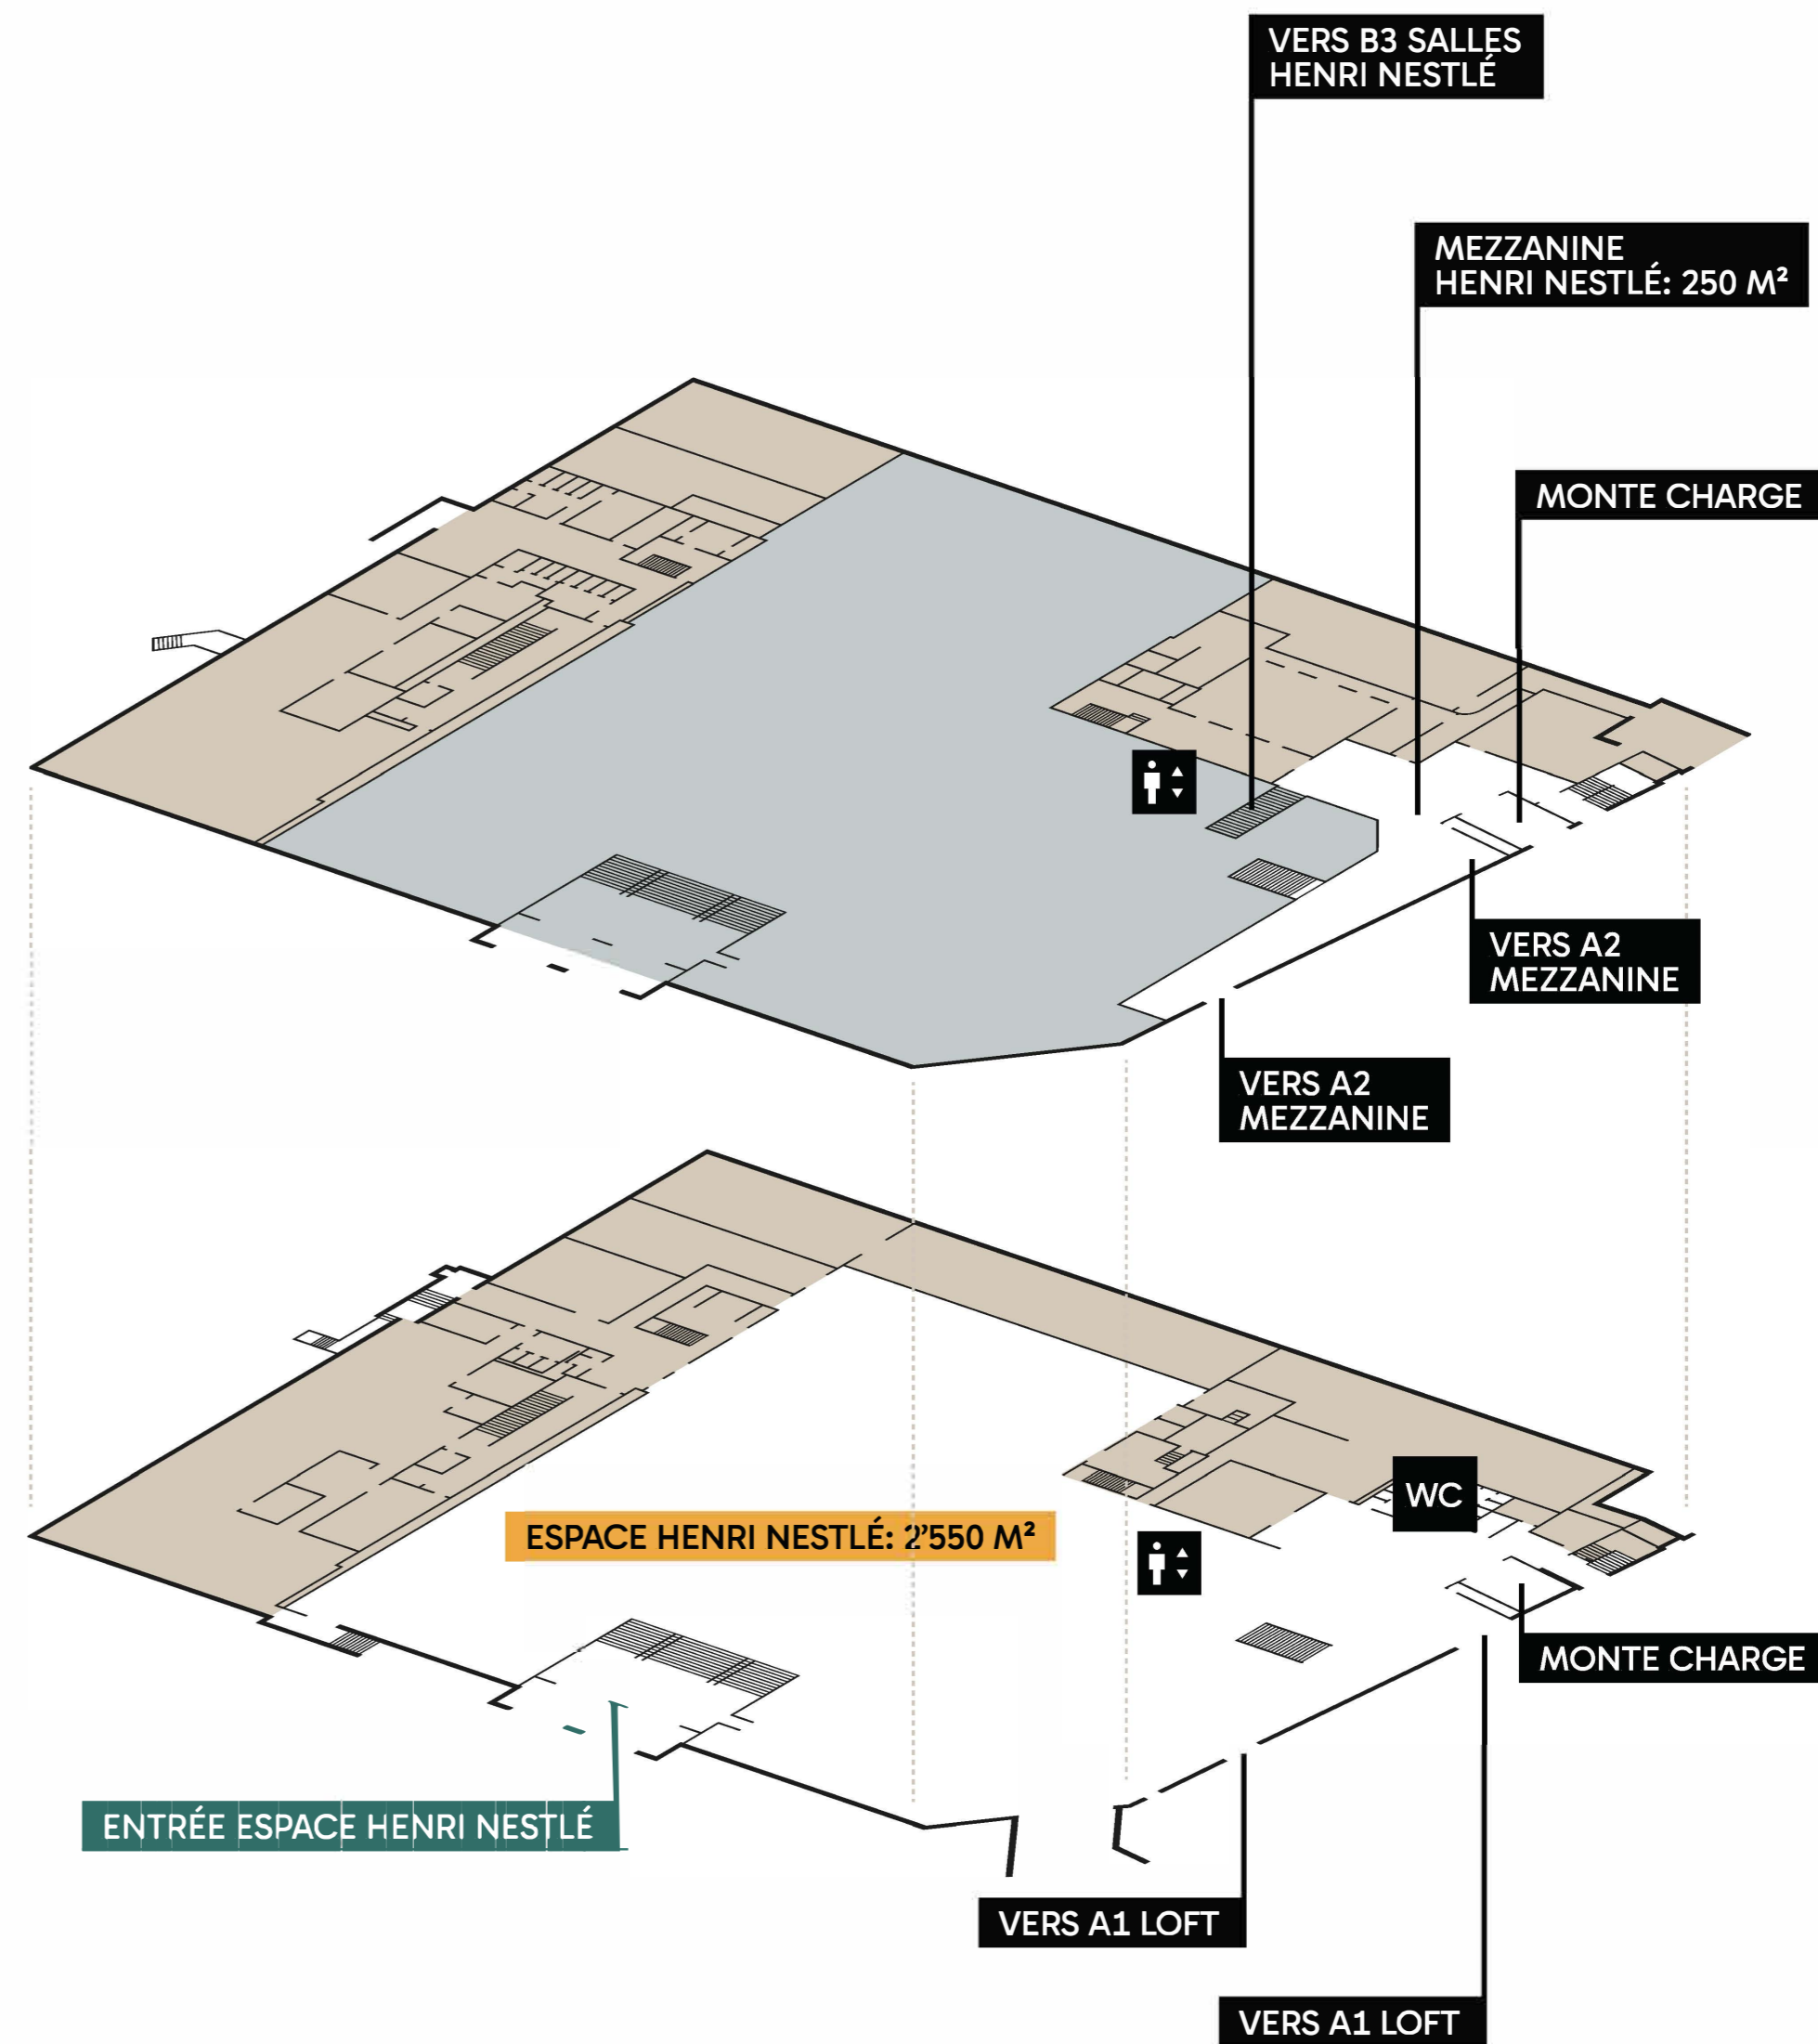 VERS B3 SALLES
HENRI NESTLÉ
MEZZANINE
HENRI NESTLÉ: 250 M²
MONTE CHARGE
VERS A2
MEZZANINE
VERS A2
MEZZANINE
WC
ESPACE HENRI NESTLÉ: 2'550 M²
MONTE CHARGE
ENTRÉE ESPACE HENRI NESTLÉ
VERS A1 LOFT
VERS A1 LOFT